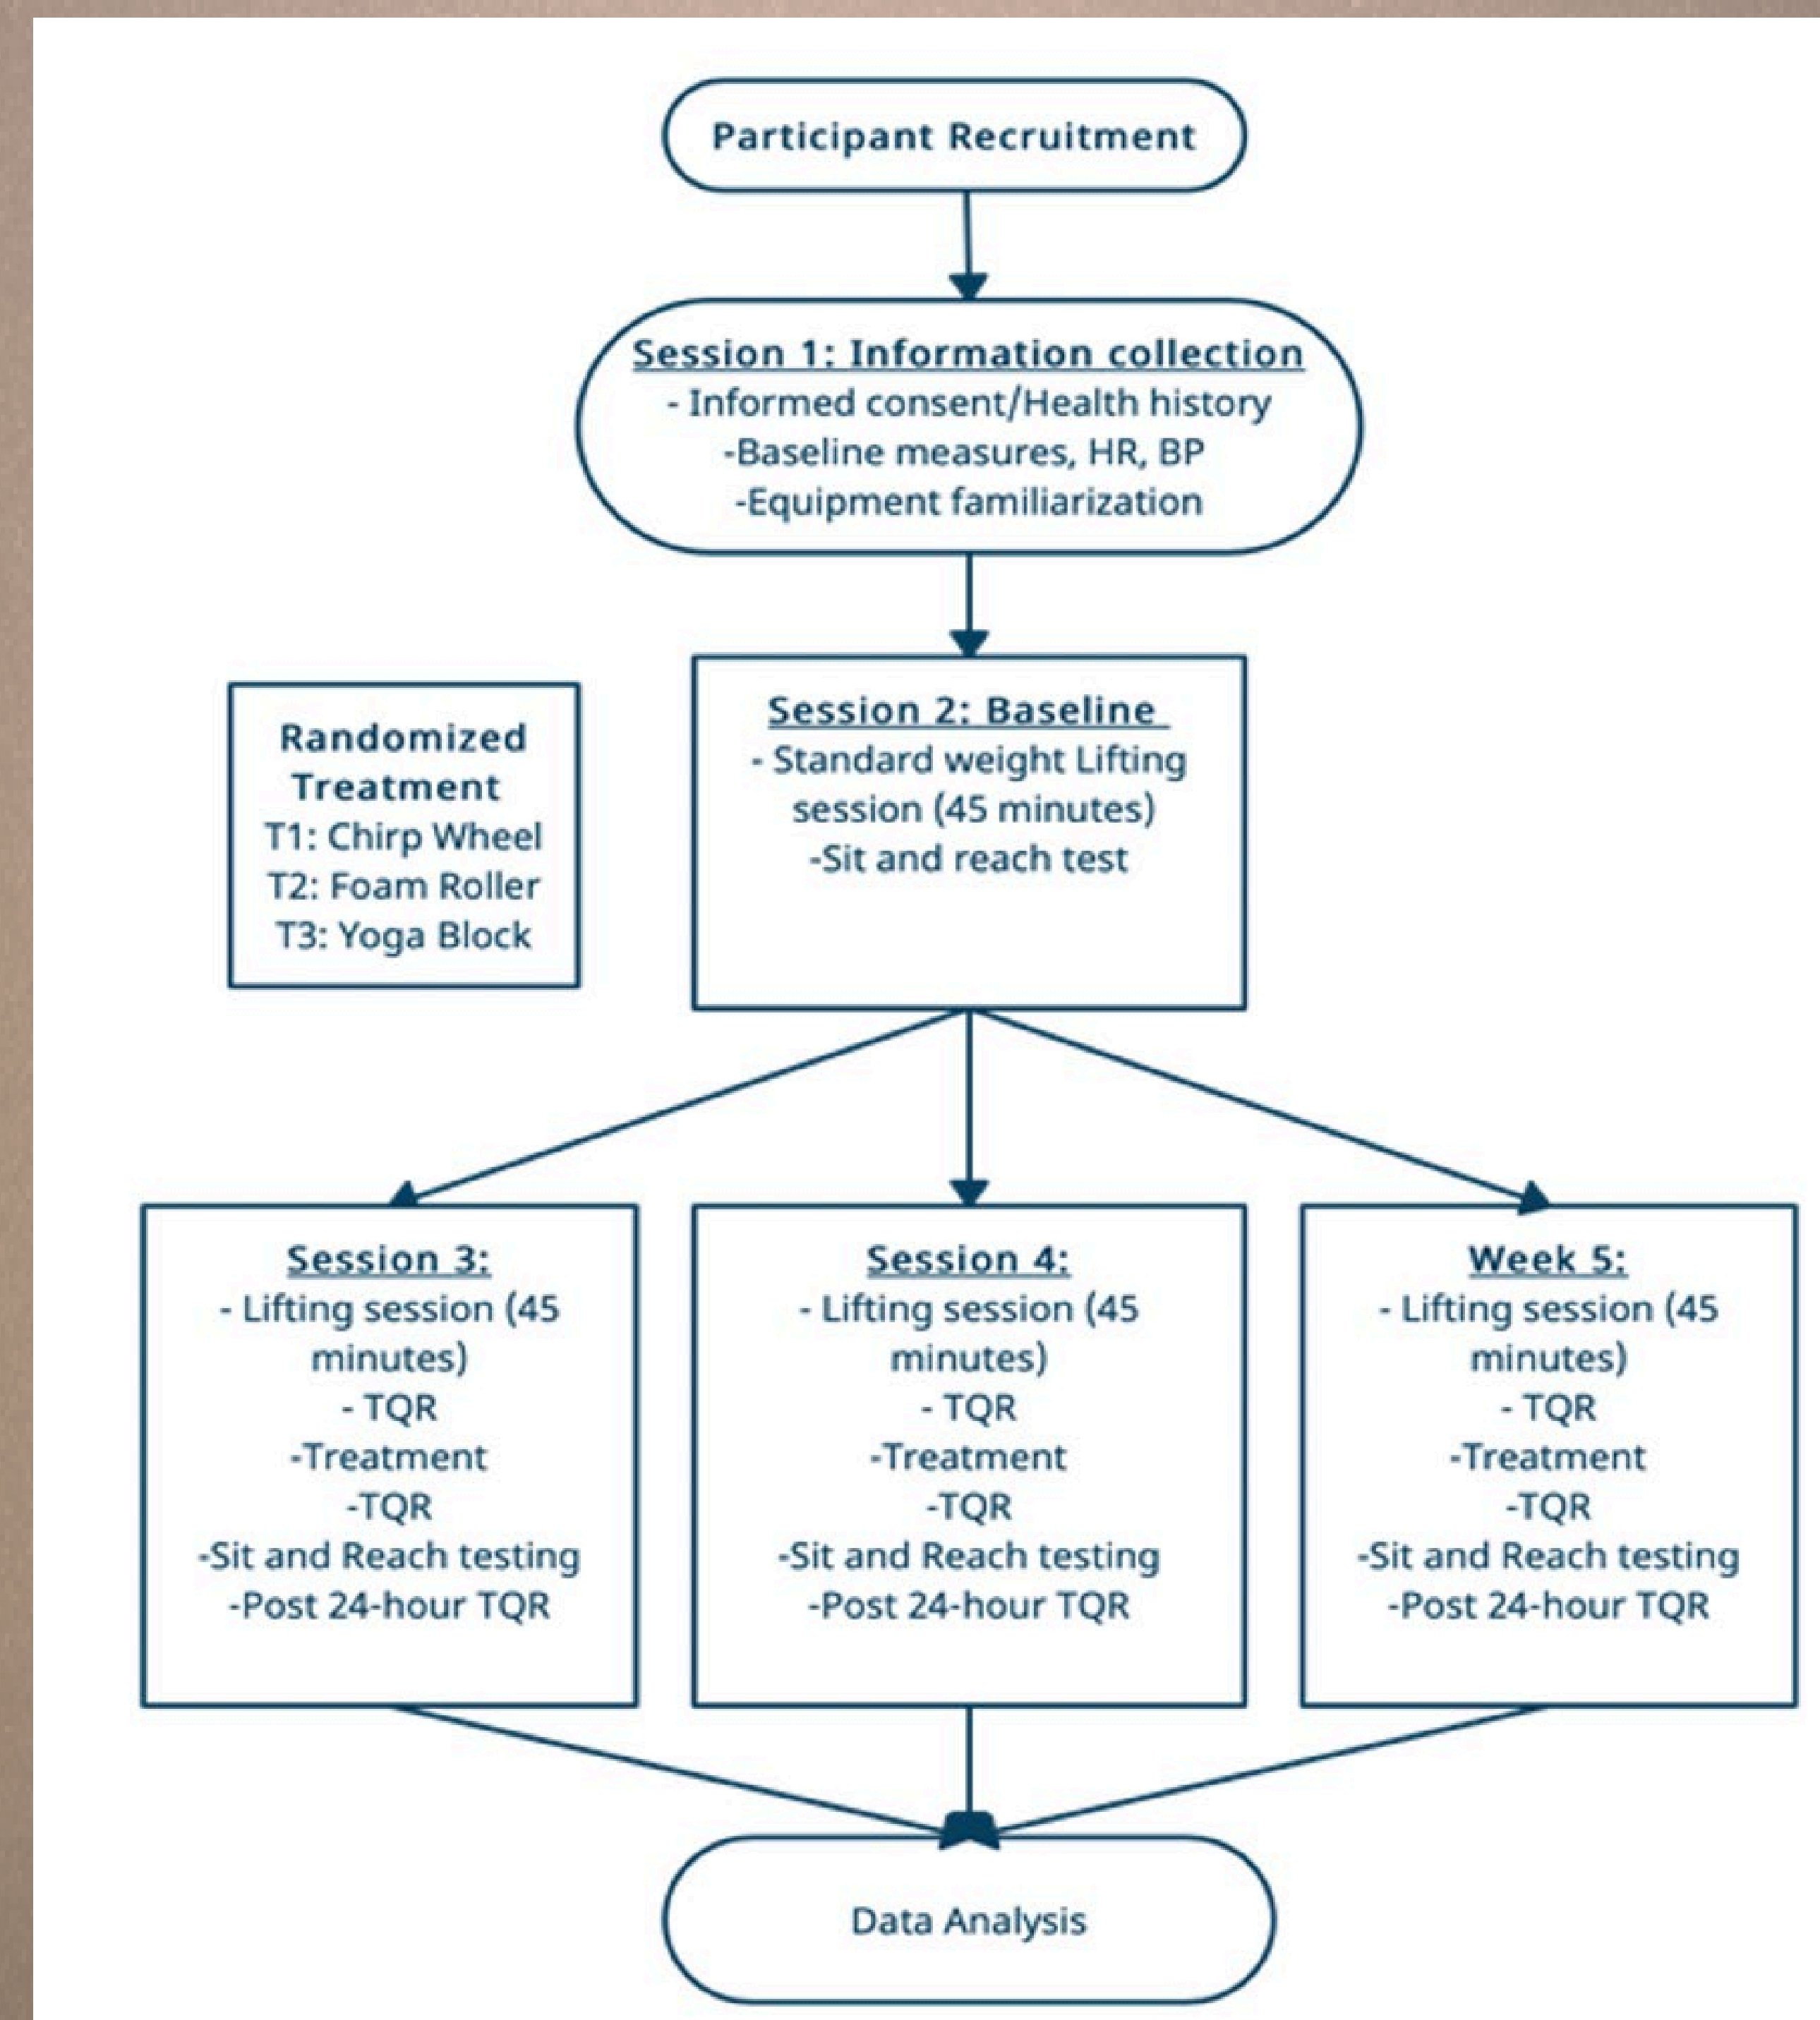 Participant Recruitment
Session 1: Information collection
- Informed consent/Health history
-Baseline measures, HR, BP
-Equipment familiarization
Randomized
Treatment
T1: Chirp Wheel
T2: Foam Roller
T3: Yoga Block
Session 2: Baseline
- Standard weight Lifting
session (45 minutes)
-Sit and reach test
Session 3:
- Lifting session (45
minutes)
- TQR
-Treatment
-TQR
-Sit and Reach testing
-Post 24-hour TQR
Session 4:
- Lifting session (45
minutes)
- TQR
-Treatment
-TQR
-Sit and Reach testing
-Post 24-hour TQR
Week 5:
- Lifting session (45
minutes)
- TQR
-Treatment
-TQR
-Sit and Reach testing
-Post 24-hour TQR
Data Analysis